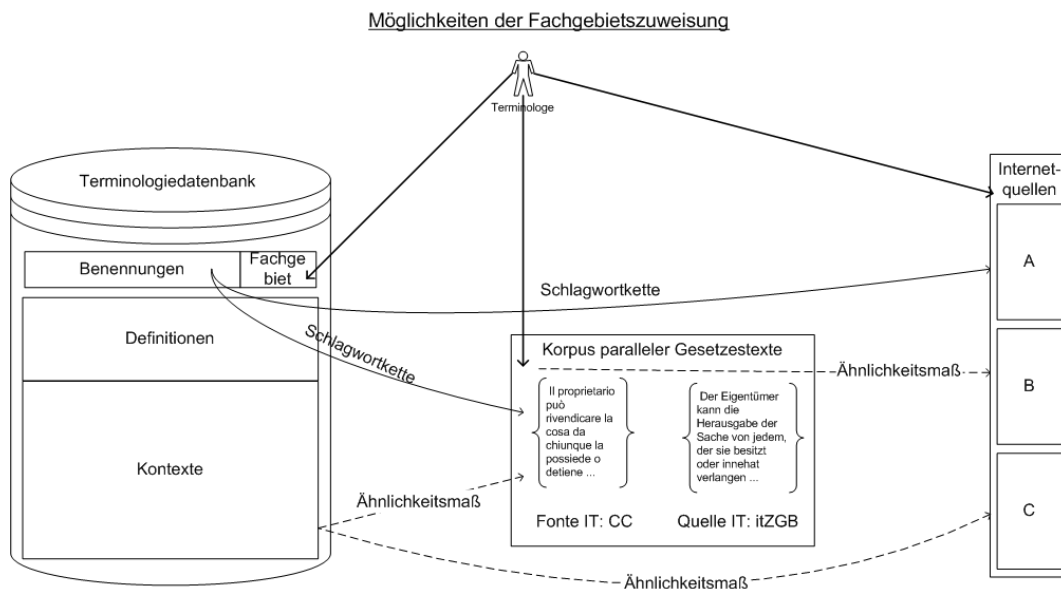 Möglichkeiten der Fachgebietszuweisung
Terminologe
Terminologiedatenbank
Benennungen
Fachge
biet
Definitionen
Kontexte
Schlagwortkette
Schlagwortkette
Korpus paralleler Gesetzestexte
Il proprietario
può
rivendicare la
cosa da
chiunque la
possiede o
detiene ...
Der Eigentümer
kann die
Herausgabe der
Sache von jedem,
der sie besitzt
oder innehat
verlangen ...
Fonte IT: CC
Quelle IT: itZGB
Ähnlichkeitsmaß
Ähnlichkeitsmaß
Ähnlichkeitsmaß
Internet-
quellen
A
B
C